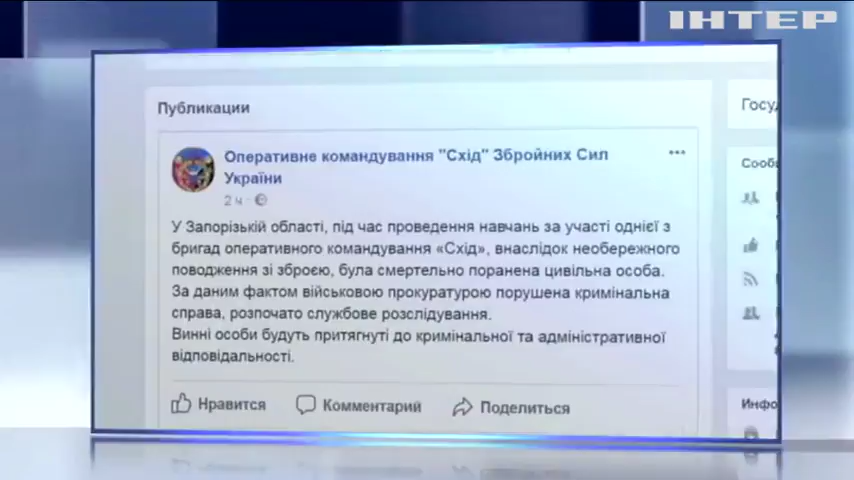 ІНТЕР
Публикации
Госуд
Оперативне командування "Схід" Збройних Сил
України
2 ч ·
Сообщ
У Запорізькій області, під час проведення навчань за участі однієї з
бригад оперативного командування «Схід», внаслідок необережного
поводження зі зброєю, була смертельно поранена цивільна особа.
За даним фактом військовою прокуратурою порушена кримінальна
справа, розпочато службове розслідування.
Винні особи будуть притягнуті до кримінальної та адміністративної
відповідальності.
Нравится Комментарий Поделиться
Инфо